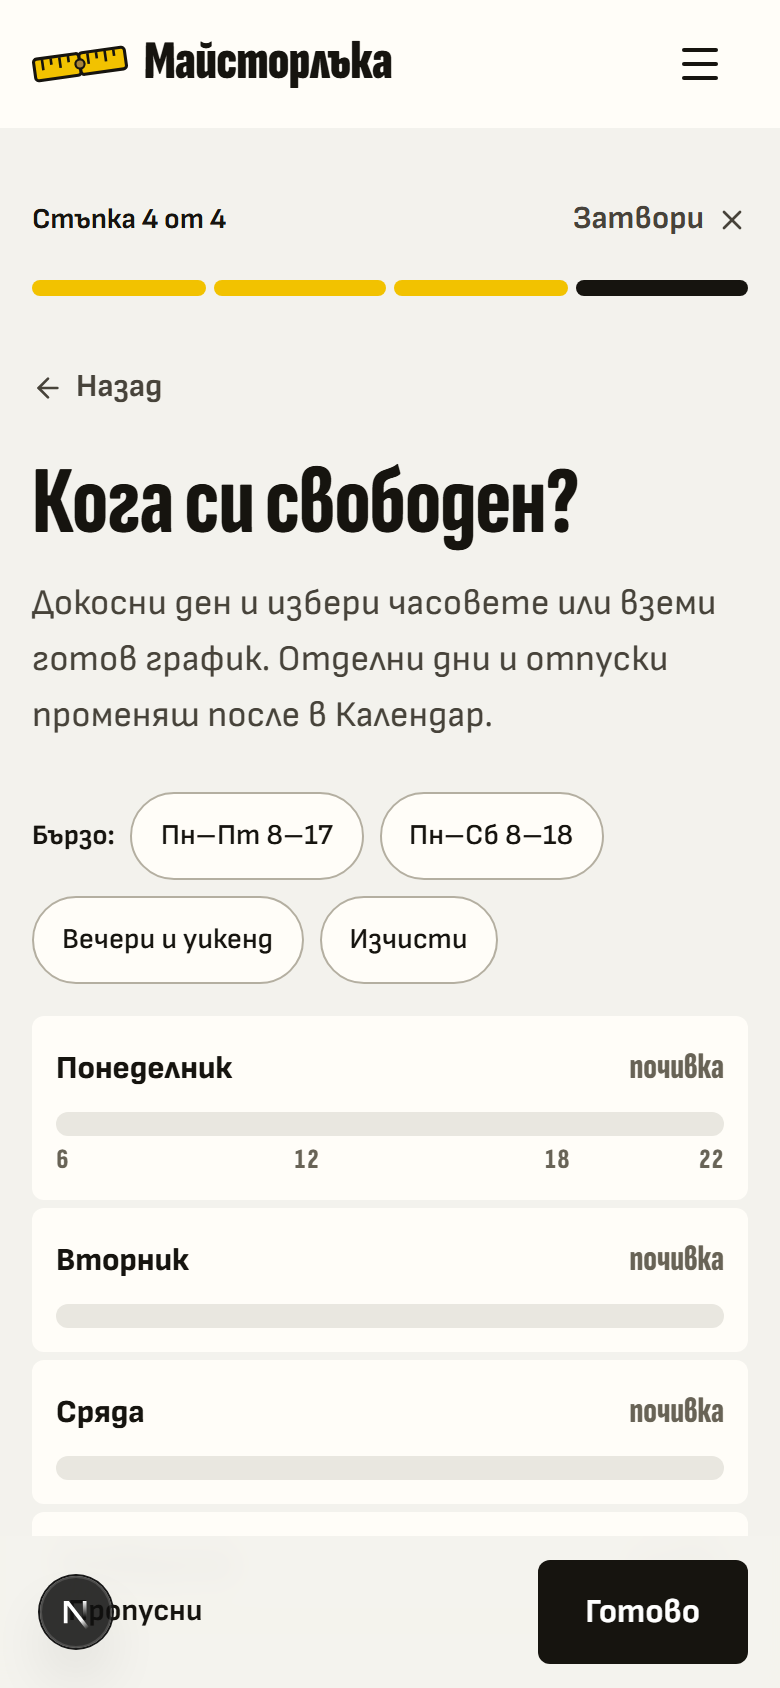 Майсторлъка
Стъпка 4 от 4
Затвори
Назад
Кога си свободен?
Докосни ден и избери часовете или вземи
готов график. Отделни дни и отпуски
променяш после в Календар.
Бързо: Пн–Пт 8–17 Пн–Сб 8–18
Вечери и уикенд Изчисти
Понеделник почивка
6 12 18 22
Вторник почивка
Сряда почивка
N
Готово